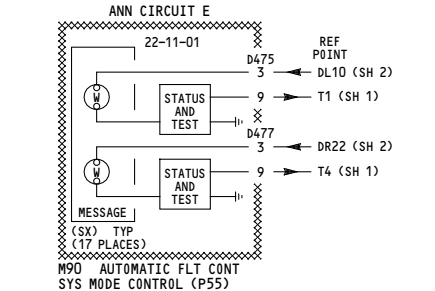 ANN CIRCUIT E
22-11-01
REF
POINT
D475
3 DL10 (SH 2)
W
STATUS
AND
TEST
9 T1 (SH 1)
D477
3 DR22 (SH 2)
W
STATUS
AND
TEST
9 T4 (SH 1)
MESSAGE
(SX) TYP
(17 PLACES)
M90 AUTOMATIC FLT CONT
SYS MODE CONTROL (P55)